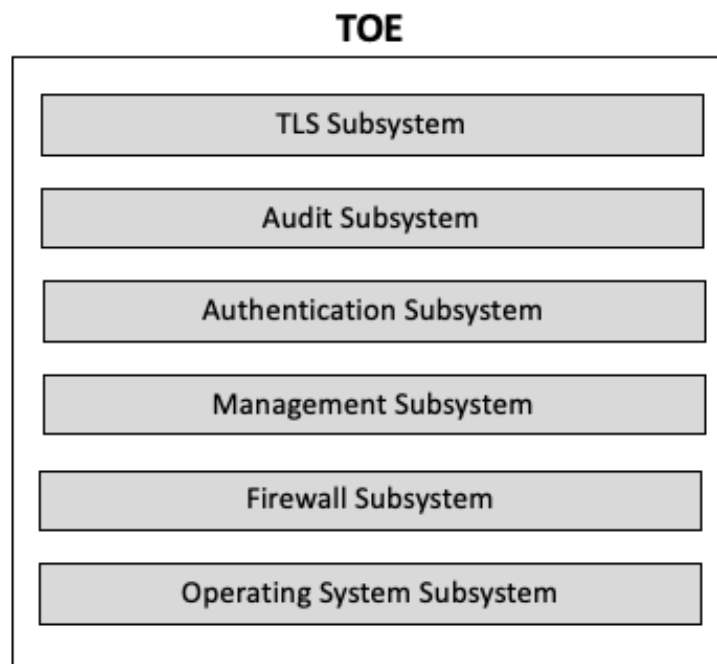 TOE
TLS Subsystem
Audit Subsystem
Authentication Subsystem
Management Subsystem
Firewall Subsystem
Operating System Subsystem